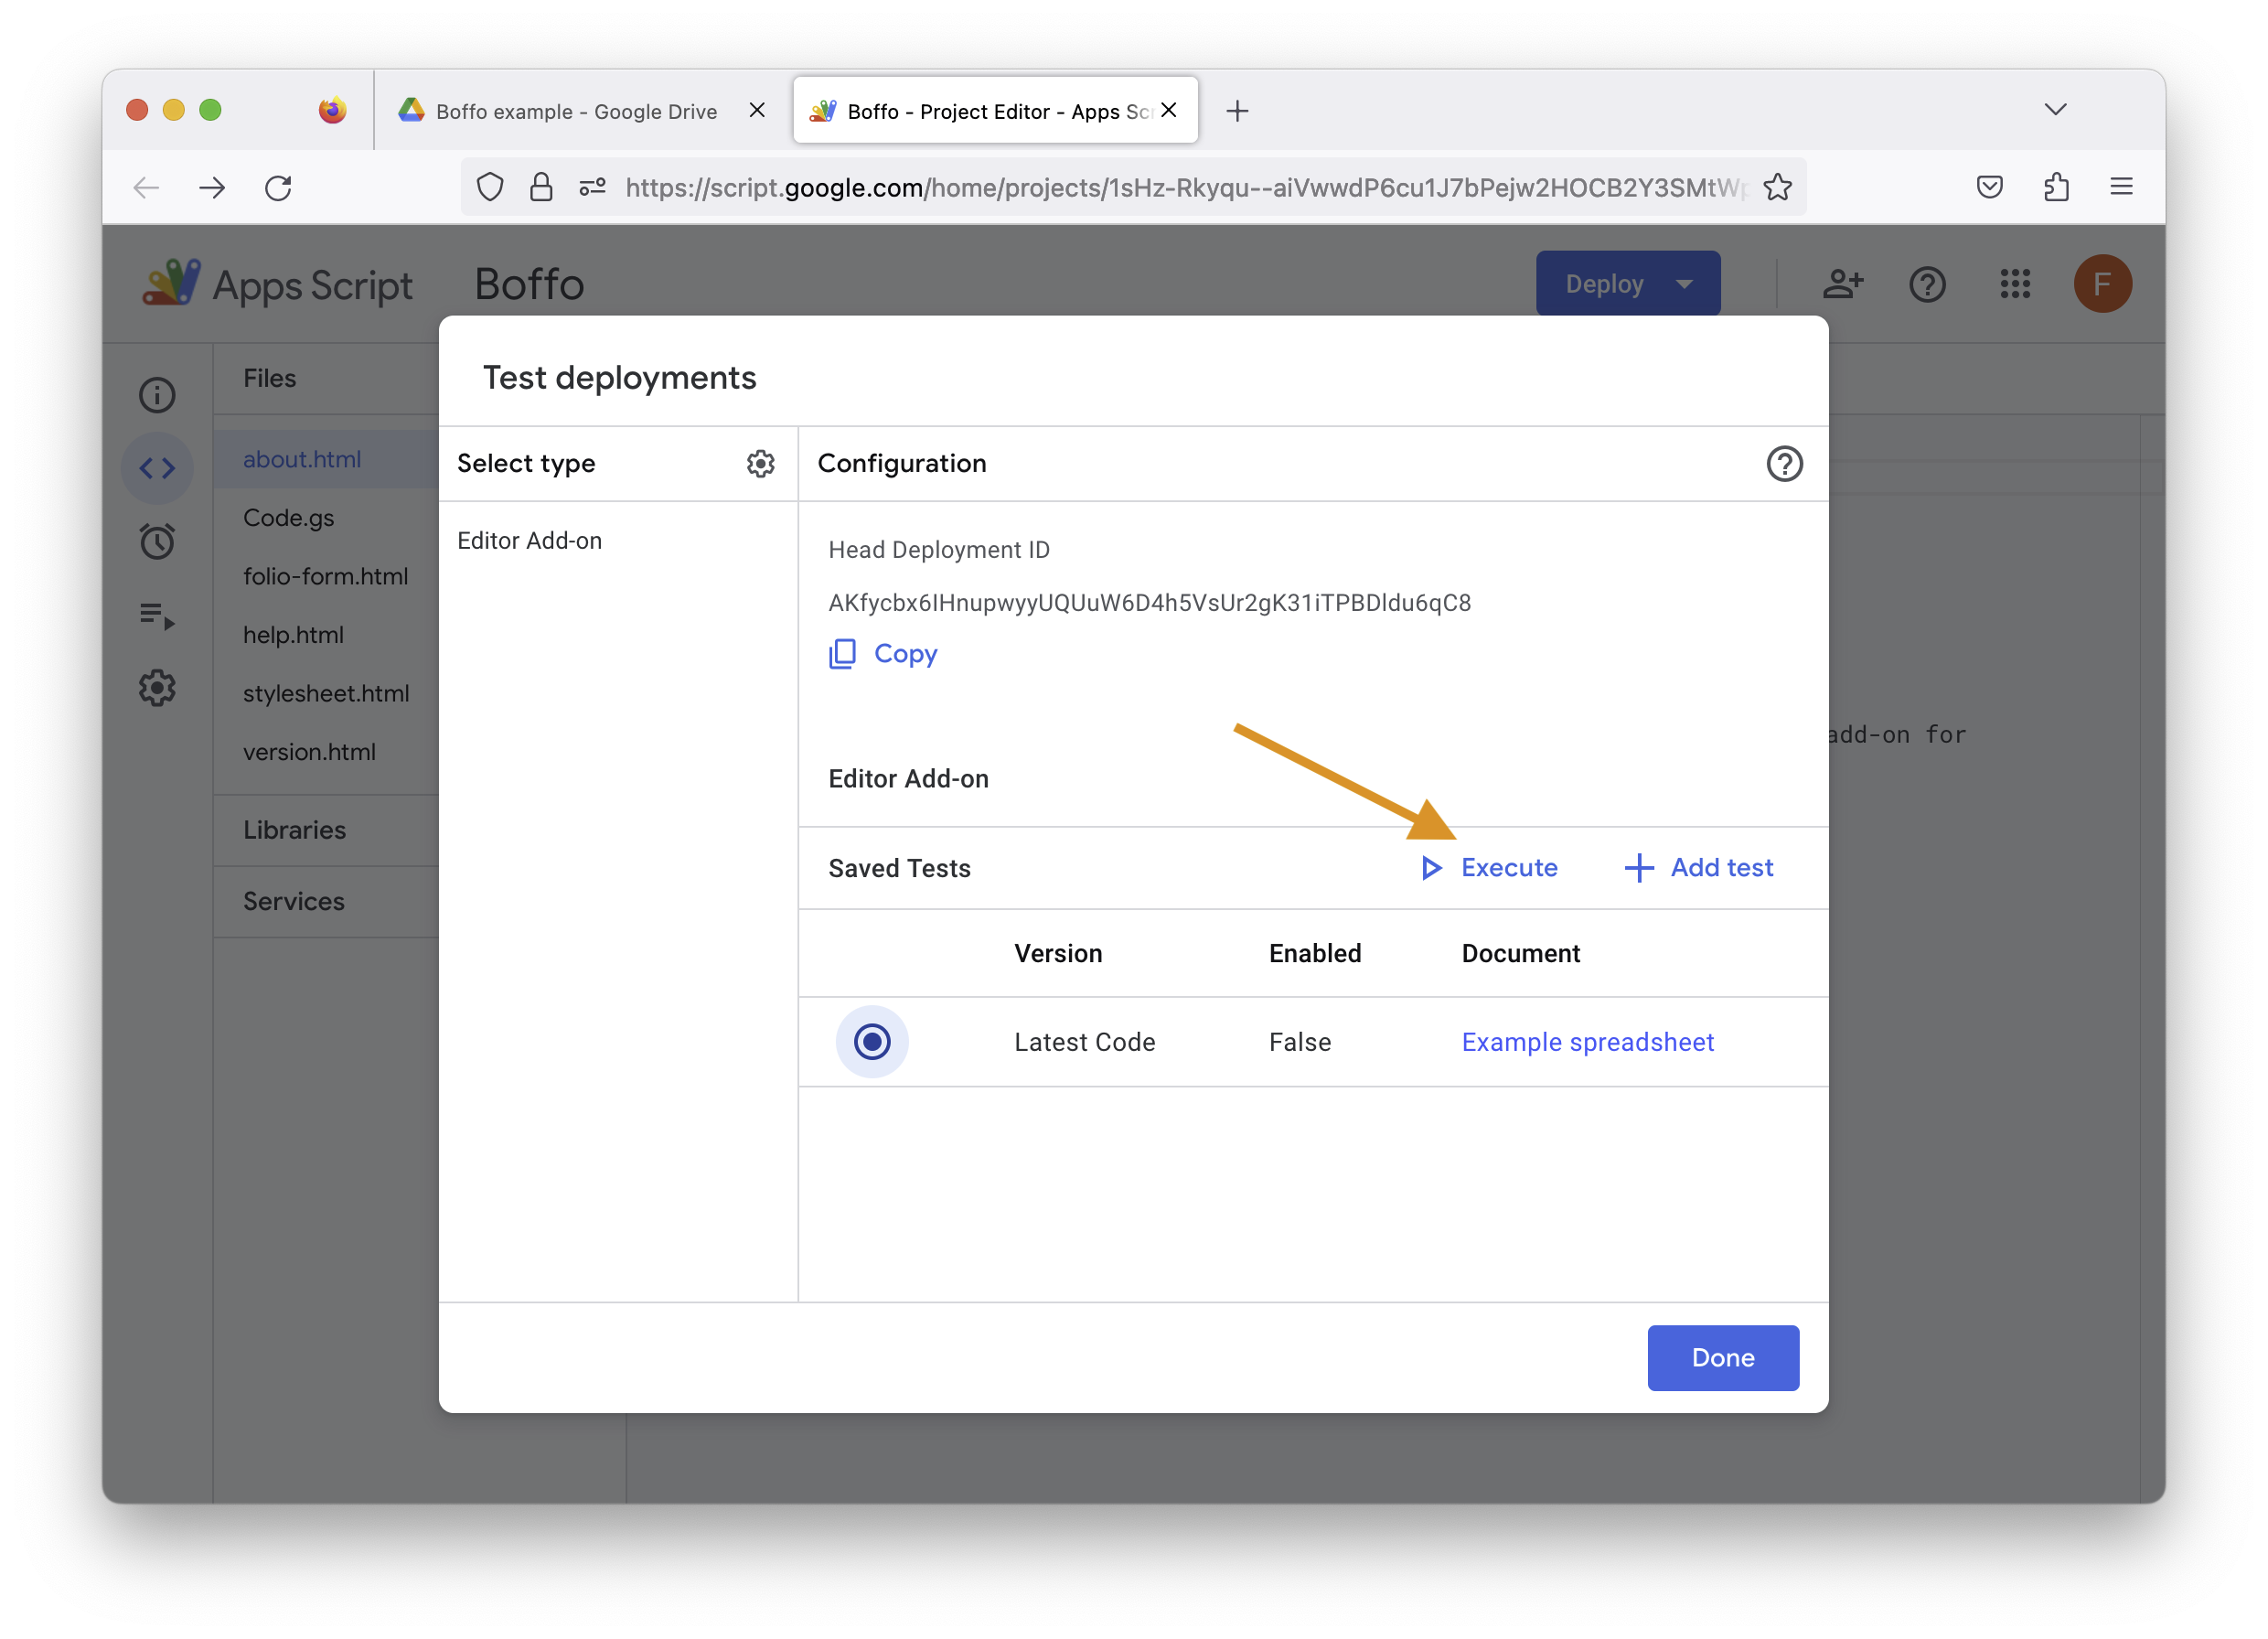 Boffo example - Google Drive
Boffo - Project Editor - Apps Scr
https://script.google.com/home/projects/1sHz-Rkyqu--aiVwwdP6cu1J7bPejw2HOCB2Y3SMtW
Apps Script
Boffo
Deploy
F
Files
about.html
Code.gs
folio-form.html
help.html
stylesheet.html
version.html
Libraries
Services
add-on for
Test deployments
Select type
Configuration
Editor Add-on
Head Deployment ID
AKfycbx6IHnupwyyUQUuW6D4h5VsUr2gK31iTPBDldu6qC8
Copy
Editor Add-on
Saved Tests
Execute
Add test
Version Enabled Document
Latest Code False Example spreadsheet
Done